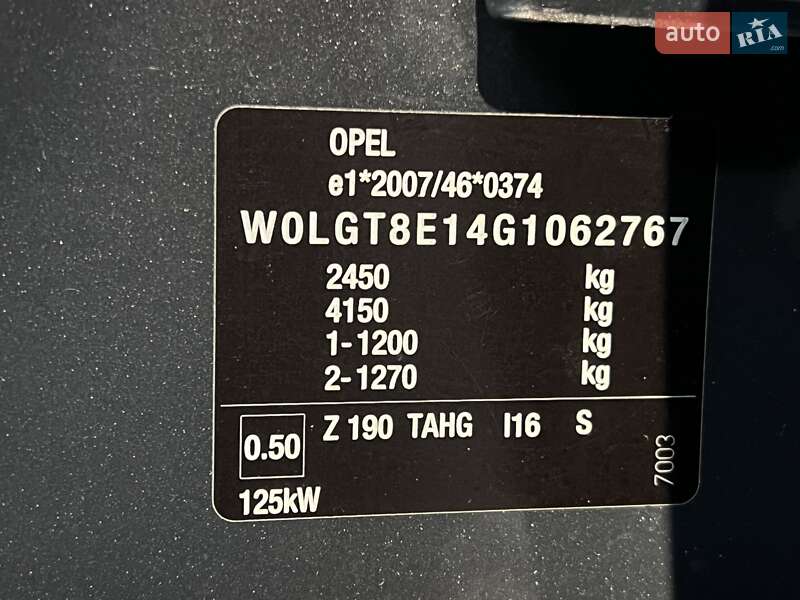 auto RIA
.com
OPEL
e1*2007/46*0374
W0LGT8E14G1062767
2450 kg
4150 kg
1-1200 kg
2-1270 kg
0.50 Z 190 TAHG I16 S
125kW
7003